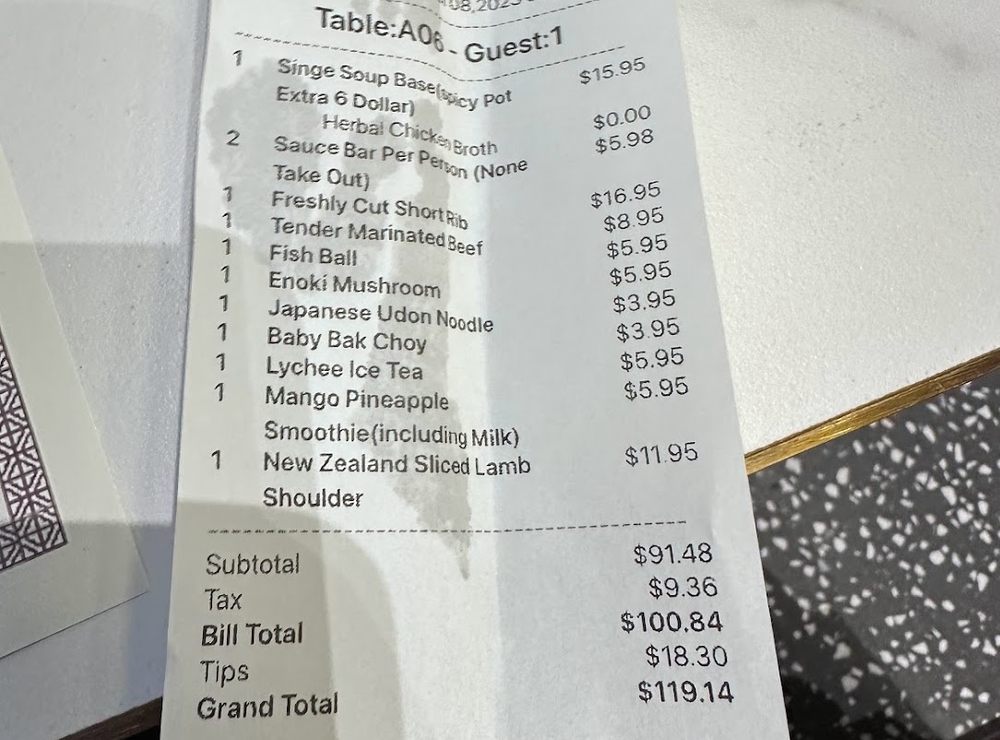 Table:A06 - Guest:1
1 Singe Soup Base(spicy Pot $15.95
Extra 6 Dollar)
Herbal Chicken Broth $0.00
2 Sauce Bar Per Person (None $5.98
Take Out)
1 Freshly Cut Short Rib $16.95
1 Tender Marinated Beef $8.95
1 Fish Ball $5.95
1 Enoki Mushroom $5.95
1 Japanese Udon Noodle $3.95
1 Baby Bak Choy $3.95
1 Lychee Ice Tea $5.95
1 Mango Pineapple $5.95
Smoothie(including Milk)
1 New Zealand Sliced Lamb $11.95
Shoulder
Subtotal $91.48
Tax $9.36
Bill Total $100.84
Tips $18.30
Grand Total $119.14